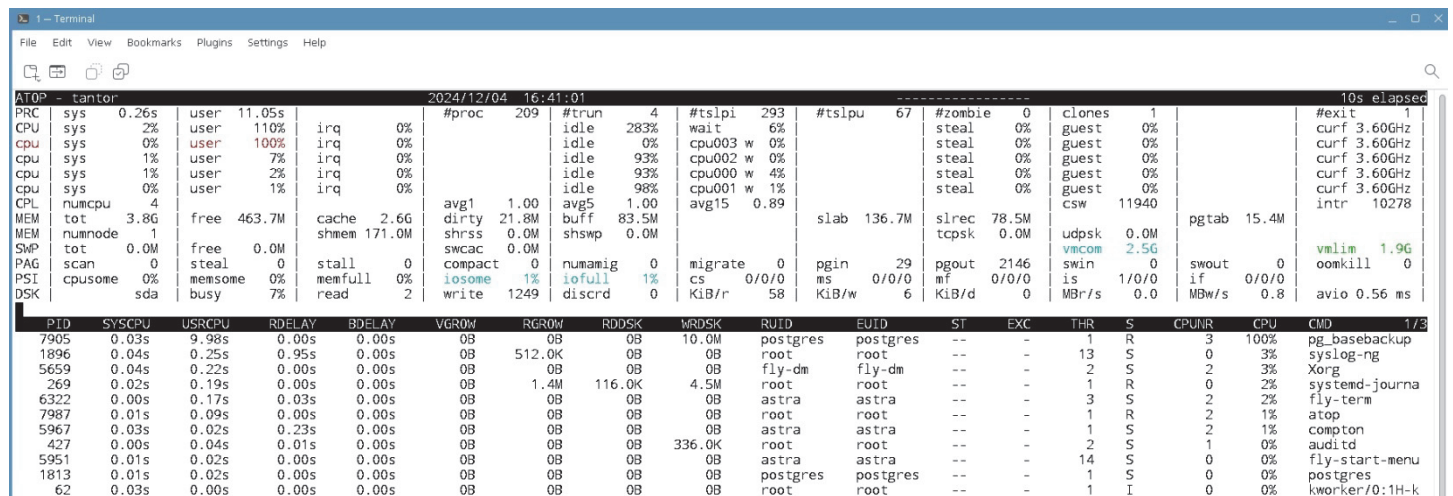 1 – Terminal
File Edit View Bookmarks Plugins Settings Help
ATOP - tantor 2024/12/04 16:41:01 ----------------- 10s elapsed
PRC | sys 0.26s | user 11.05s | | #proc 209 | #trun 4 | #tslpi 293 | #tslpu 67 | #zombie 0 | clones 1 | | #exit 1 |
CPU | sys 2% | user 110% | irq 0% | | idle 283% | wait 6% | | steal 0% | guest 0% | | curf 3.60GHz |
cpu | sys 0% | user 100% | irq 0% | | idle 0% | cpu003 w 0% | | steal 0% | guest 0% | | curf 3.60GHz |
cpu | sys 1% | user 7% | irq 0% | | idle 93% | cpu002 w 0% | | steal 0% | guest 0% | | curf 3.60GHz |
cpu | sys 1% | user 2% | irq 0% | | idle 93% | cpu000 w 4% | | steal 0% | guest 0% | | curf 3.60GHz |
cpu | sys 0% | user 1% | irq 0% | | idle 98% | cpu001 w 1% | | steal 0% | guest 0% | | curf 3.60GHz |
CPL | numcpu 4 | | | avg1 1.00 | avg5 1.00 | avg15 0.89 | | | csw 11940 | | intr 10278 |
MEM | tot 3.8G | free 463.7M | cache 2.6G | dirty 21.8M | buff 83.5M | | slab 136.7M | slrec 78.5M | | pgtab 15.4M | |
MEM | numnode 1 | | shmem 171.0M | shrss 0.0M | shswp 0.0M | | | tcpsk 0.0M | udpsk 0.0M | | |
SWP | tot 0.0M | free 0.0M | | swcac 0.0M | | | | | vmcom 2.5G | | vmlim 1.9G |
PAG | scan 0 | steal 0 | stall 0 | compact 0 | numamig 0 | migrate 0 | pgin 29 | pgout 2146 | swin 0 | swout 0 | oomkill 0 |
PSI | cpusome 0% | memsome 0% | memfull 0% | iosome 1% | iofull 1% | cs 0/0/0 | ms 0/0/0 | mf 0/0/0 | is 1/0/0 | if 0/0/0 | |
DSK | sda | busy 7% | read 2 | write 1249 | discrd 0 | KiB/r 58 | KiB/w 6 | KiB/d 0 | MBr/s 0.0 | MBw/s 0.8 | avio 0.56 ms |
PID SYSCPU USRCPU RDELAY BDELAY VGROW RGROW RDDSK WRDSK RUID EUID ST EXC THR S CPUNR CPU CMD 1/3
7905 0.03s 9.98s 0.00s 0.00s 0B 0B 0B 10.0M postgres postgres -- - 1 R 3 100% pg_basebackup
1896 0.04s 0.25s 0.95s 0.00s 0B 512.0K 0B 0B root root -- - 13 S 0 3% syslog-ng
5659 0.04s 0.22s 0.00s 0.00s 0B 0B 0B 0B fly-dm fly-dm -- - 2 S 2 3% Xorg
269 0.02s 0.19s 0.00s 0.00s 0B 1.4M 116.0K 4.5M root root -- - 1 R 0 2% systemd-journa
6322 0.00s 0.17s 0.03s 0.00s 0B 0B 0B 0B astra astra -- - 3 S 2 2% fly-term
7987 0.01s 0.09s 0.00s 0.00s 0B 0B 0B 0B root root -- - 1 R 2 1% atop
5967 0.03s 0.02s 0.23s 0.00s 0B 0B 0B 0B astra astra -- - 1 S 2 1% compton
427 0.00s 0.04s 0.01s 0.00s 0B 0B 0B 336.0K root root -- - 2 S 1 0% auditd
5951 0.01s 0.02s 0.00s 0.00s 0B 0B 0B 0B astra astra -- - 14 S 0 0% fly-start-menu
1813 0.01s 0.02s 0.00s 0.00s 0B 0B 0B 0B postgres postgres -- - 1 S 0 0% postgres
62 0.03s 0.00s 0.00s 0.00s 0B 0B 0B 0B root root -- - 1 I 0 0% kworker/0:1H-k